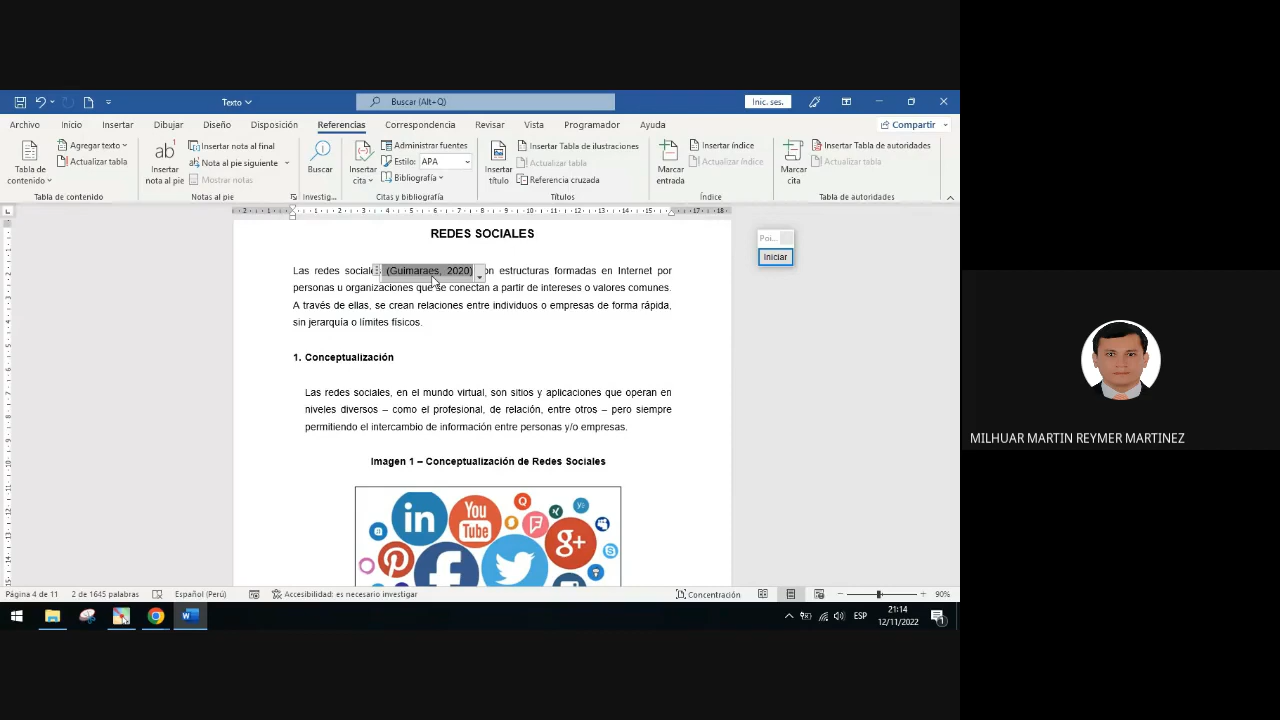 Texto
Buscar (Alt+Q)
Inic. ses.
Archivo Inicio Insertar Dibujar Diseño Disposición Referencias Correspondencia Revisar Vista Programador Ayuda Compartir
Tabla de contenido
Agregar texto
Actualizar tabla
Tabla de contenido
ab
Insertar nota al pie
Insertar nota al final
Nota al pie siguiente
Mostrar notas
Notas al pie
Buscar
Investig...
Insertar cita
Administrar fuentes
Estilo: APA
Bibliografía
Citas y bibliografía
Insertar título
Insertar Tabla de ilustraciones
Actualizar tabla
Referencia cruzada
Títulos
Marcar entrada
Insertar índice
Actualizar índice
Índice
Marcar cita
Insertar Tabla de autoridades
Actualizar tabla
Tabla de autoridades
REDES SOCIALES
Las redes sociales (Guimaraes, 2020) on estructuras formadas en Internet por
personas u organizaciones que se conectan a partir de intereses o valores comunes.
A través de ellas, se crean relaciones entre individuos o empresas de forma rápida,
sin jerarquía o límites físicos.
1. Conceptualización
Las redes sociales, en el mundo virtual, son sitios y aplicaciones que operan en
niveles diversos – como el profesional, de relación, entre otros – pero siempre
permitiendo el intercambio de información entre personas y/o empresas.
Imagen 1 – Conceptualización de Redes Sociales
in
You
Tube
g+
f
Poi...
Iniciar
MILHUAR MARTIN REYMER MARTINEZ
Página 4 de 11 2 de 1645 palabras Español (Perú) Accesibilidad: es necesario investigar Concentración 90%
ESP
21:14
12/11/2022